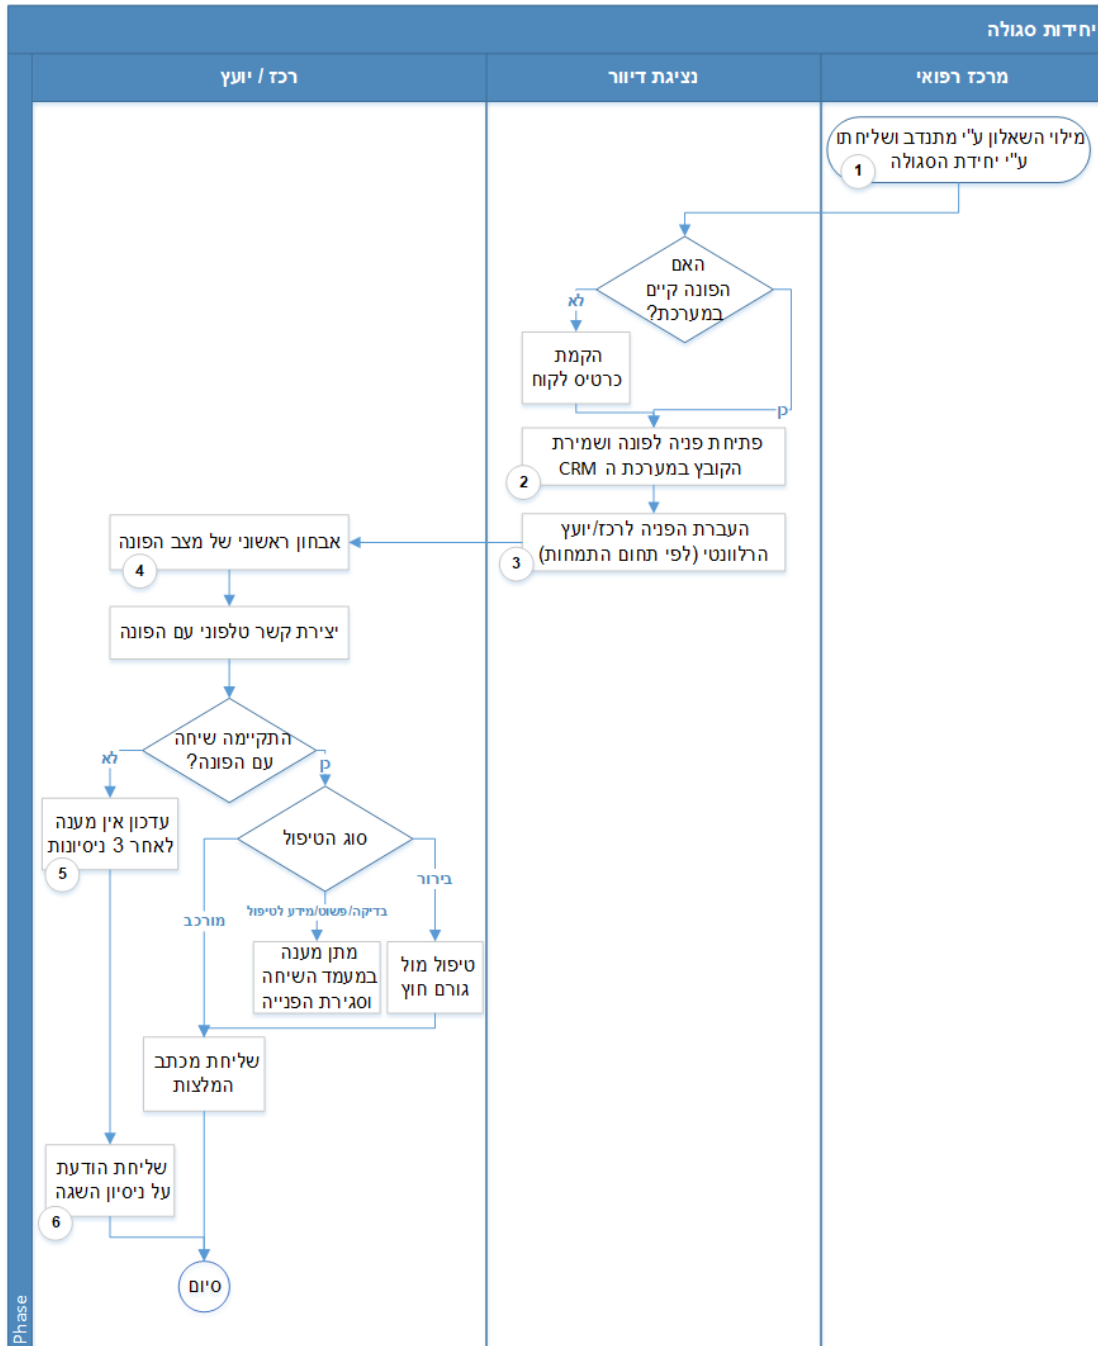 יחידות סגולה
מרכז רפואי
נציגת דיוור
רכז / יועץ
מילוי השאלון ע"י מתנדב ושליחתו
ע"י יחידת הסגולה
1
האם
הפונה קיים
במערכת?
לא
כן
הקמת
כרטיס לקוח
פתיחת פניה לפונה ושמירת
הקובץ במערכת ה CRM
2
העברת הפניה לרכז/יועץ
הרלוונטי (לפי תחום התמחות)
3
אבחון ראשוני של מצב הפונה
4
יצירת קשר טלפוני עם הפונה
התקיימה שיחה
עם הפונה?
לא
כן
עדכון אין מענה
לאחר 3 ניסיונות
5
סוג הטיפול
בירור
בדיקה/פשוט/מידע לטיפול
מורכב
טיפול מול
גורם חוץ
מתן מענה
במעמד השיחה
וסגירת הפנייה
שליחת מכתב
המלצות
שליחת הודעת
על ניסיון השגה
6
סיום
Phase